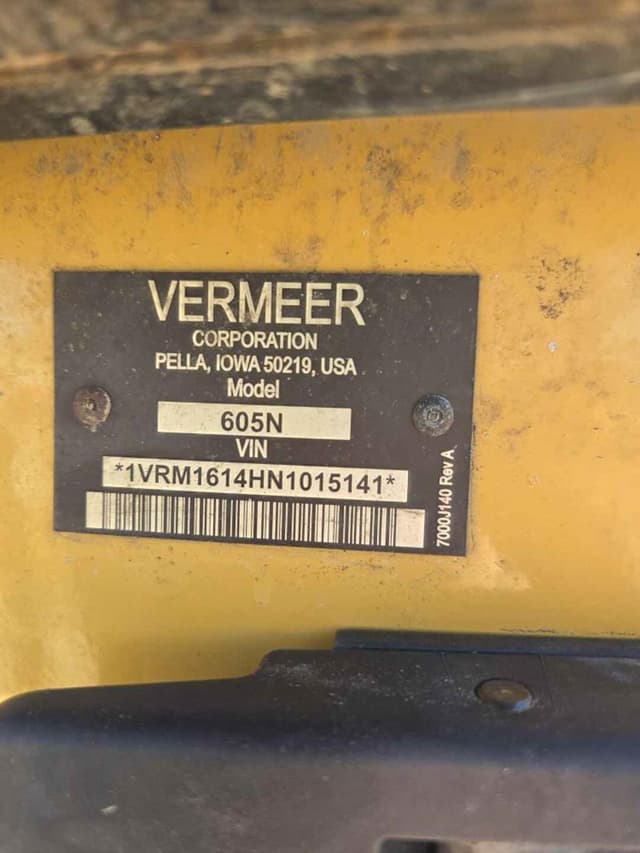 VERMEER
CORPORATION
PELLA, IOWA 50219, USA
Model
605N
VIN
*1VRM1614HN1015141*
7000J140 Rev A